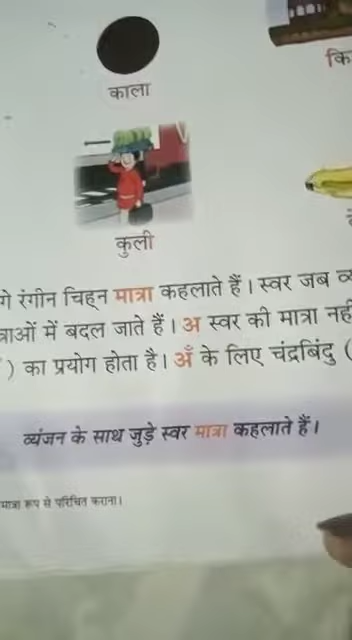 काला
कि
कुली
गे रंगीन चिह्न मात्रा कहलाते हैं। स्वर जब व्य
त्राओं में बदल जाते हैं। अ स्वर की मात्रा नहीं
) का प्रयोग होता है। अँ के लिए चंद्रबिंदु (
व्यंजन के साथ जुड़े स्वर मात्रा कहलाते हैं।
मात्रा रूप से परिचित कराना।